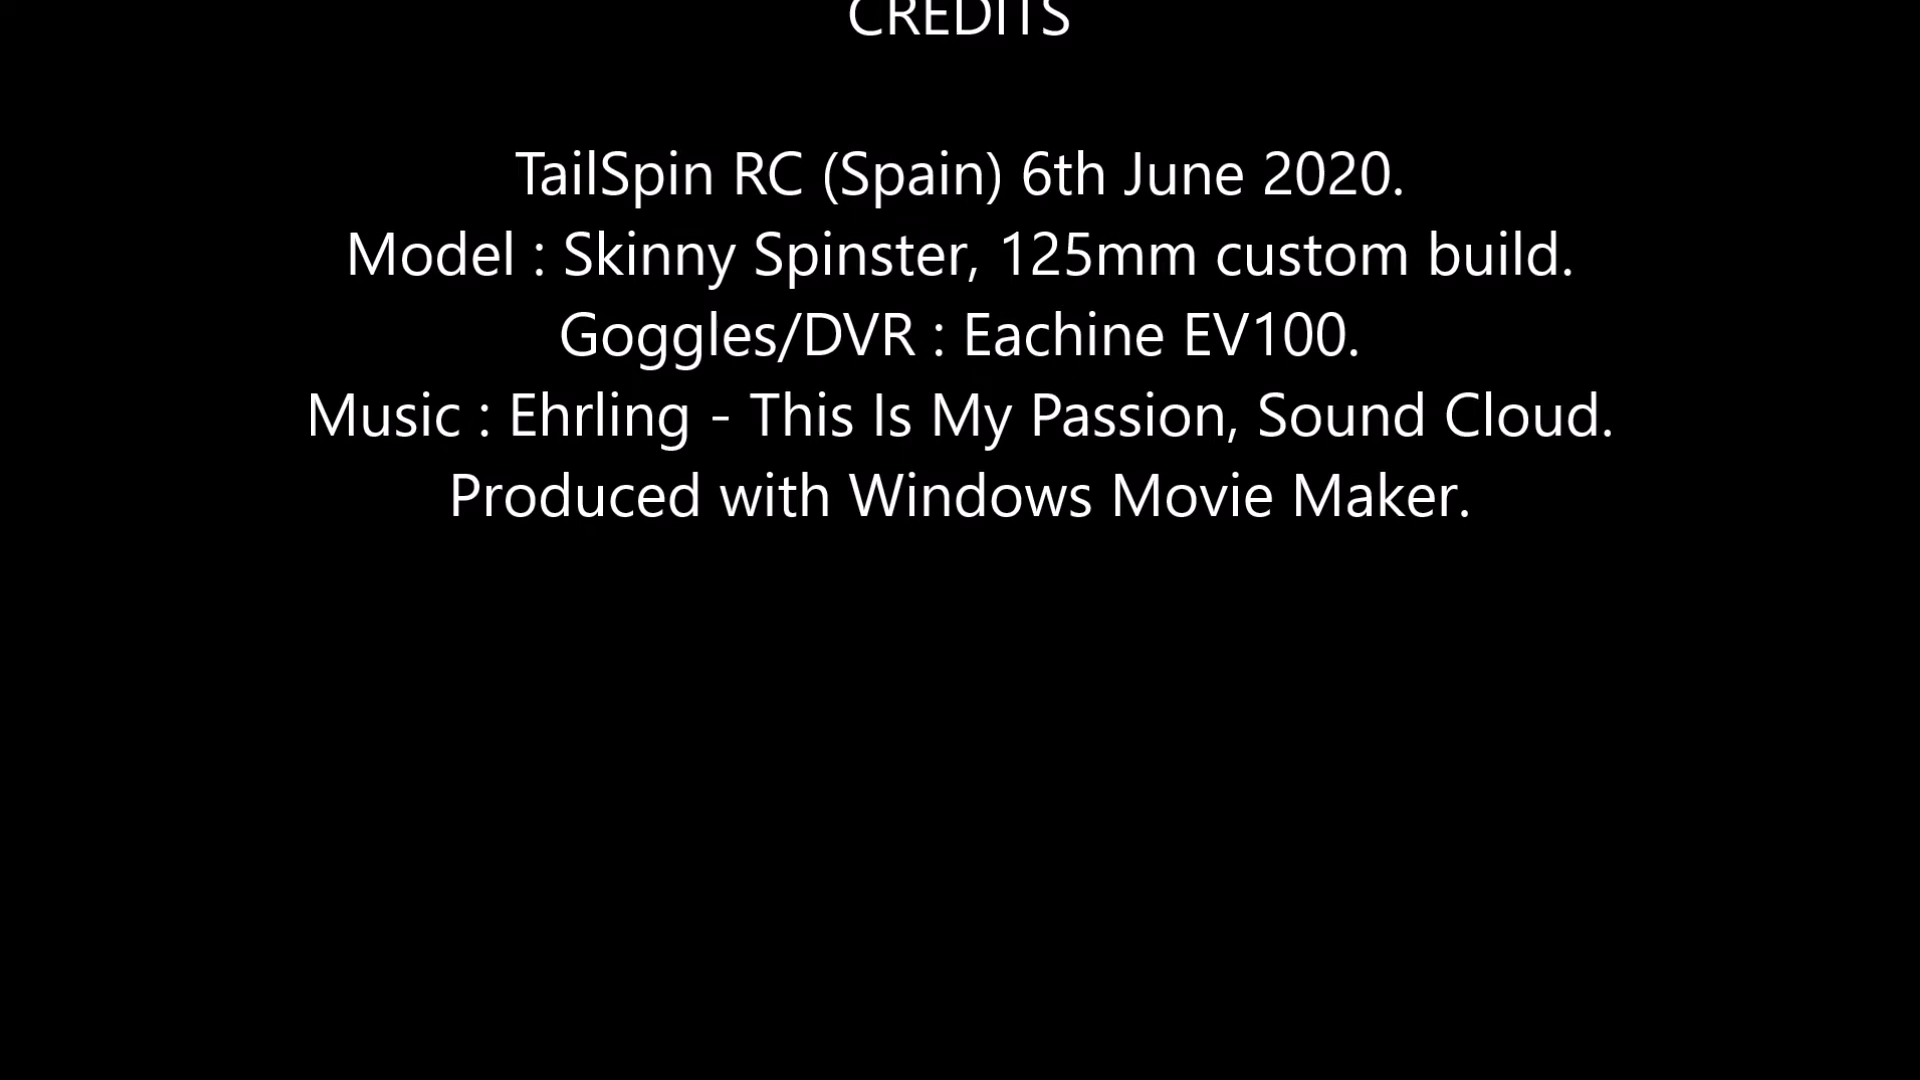 CREDITS
TailSpin RC (Spain) 6th June 2020.
Model : Skinny Spinster, 125mm custom build.
Goggles/DVR : Eachine EV100.
Music : Ehrling - This Is My Passion, Sound Cloud.
Produced with Windows Movie Maker.